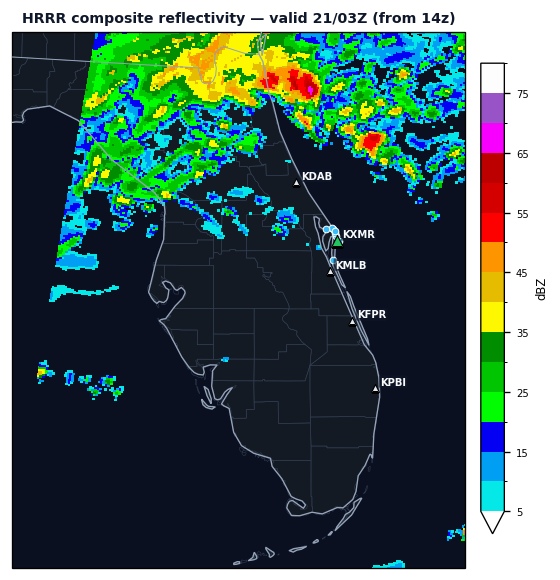 HRRR composite reflectivity — valid 21/03Z (from 14z)
KDAB
KXMR
KMLB
KFPR
KPBI
75
65
55
45
35
25
15
5
dBZ